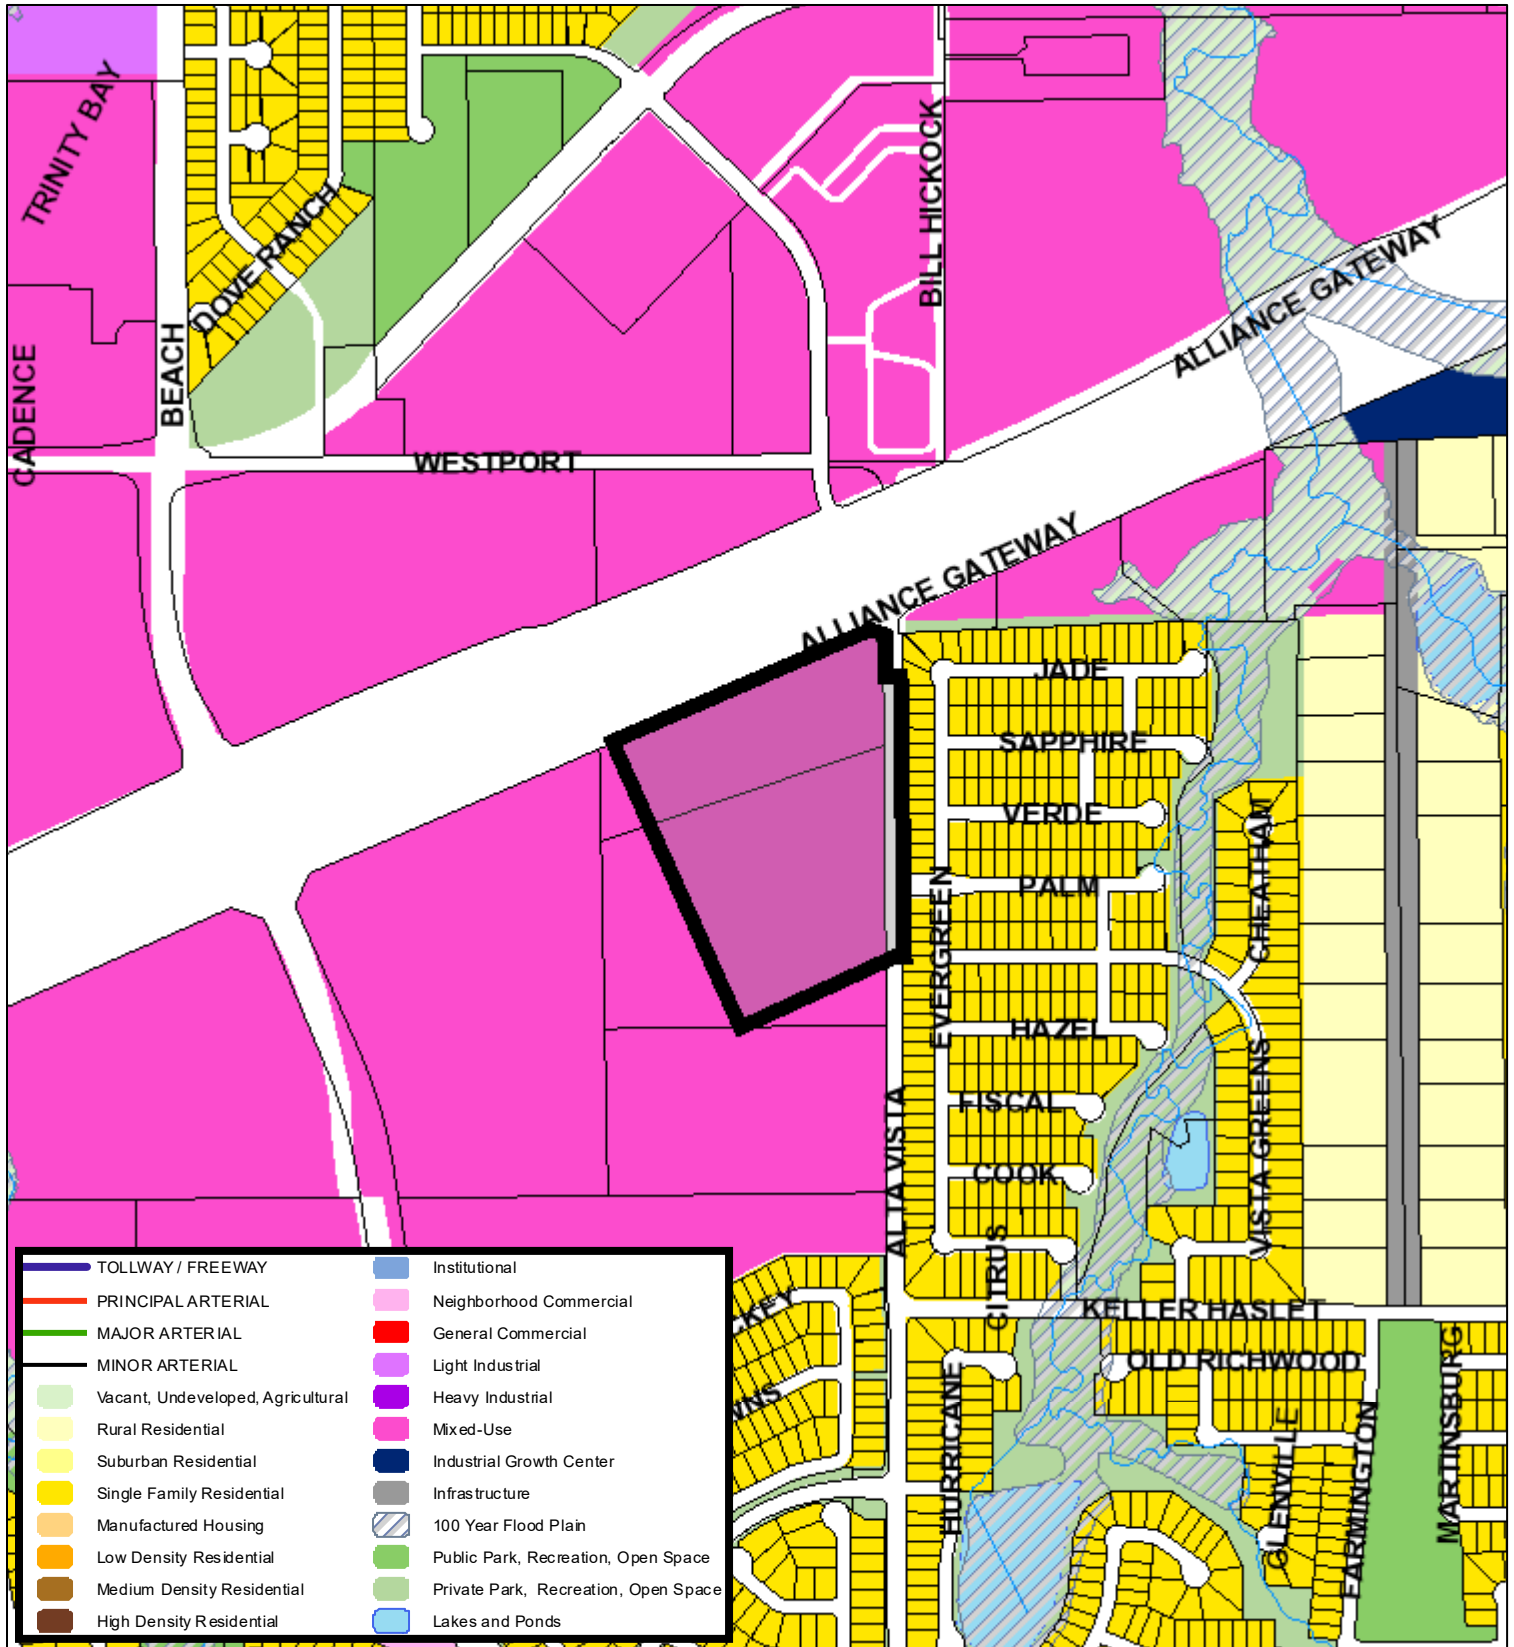 TRINITY BAY
DOVE RANCH
BILL HICKOCK
ALLIANCE GATEWAY
CADENCE
BEACH
WESTPORT
ALLIANCE GATEWAY
JADE
SAPPHIRE
VERDE
CHEATHAM
PALM
EVERGREEN
HAZEL
FISCAL
ALTA VISTA
VISTA GREENS
COOK
CITRUS
KELLER HASLET
CKEY
OLD RICHWOOD
WNS
HURRICANE
GLENVILLE
FARMINGTON
MARTINSBURG
TOLLWAY / FREEWAY
PRINCIPAL ARTERIAL
MAJOR ARTERIAL
MINOR ARTERIAL
Vacant, Undeveloped, Agricultural
Rural Residential
Suburban Residential
Single Family Residential
Manufactured Housing
Low Density Residential
Medium Density Residential
High Density Residential
Institutional
Neighborhood Commercial
General Commercial
Light Industrial
Heavy Industrial
Mixed-Use
Industrial Growth Center
Infrastructure
100 Year Flood Plain
Public Park, Recreation, Open Space
Private Park, Recreation, Open Space
Lakes and Ponds